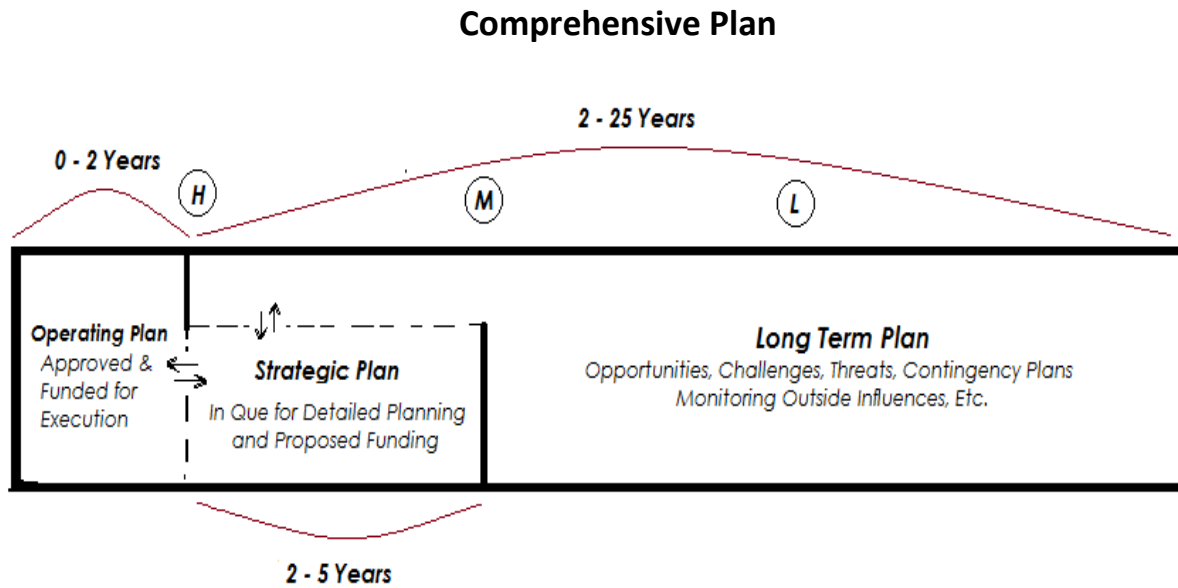 Comprehensive Plan
2 - 25 Years
0 - 2 Years
H
M
L
Operating Plan
Approved &
Funded for
Execution
Strategic Plan
In Que for Detailed Planning
and Proposed Funding
Long Term Plan
Opportunities, Challenges, Threats, Contingency Plans
Monitoring Outside Influences, Etc.
2 - 5 Years